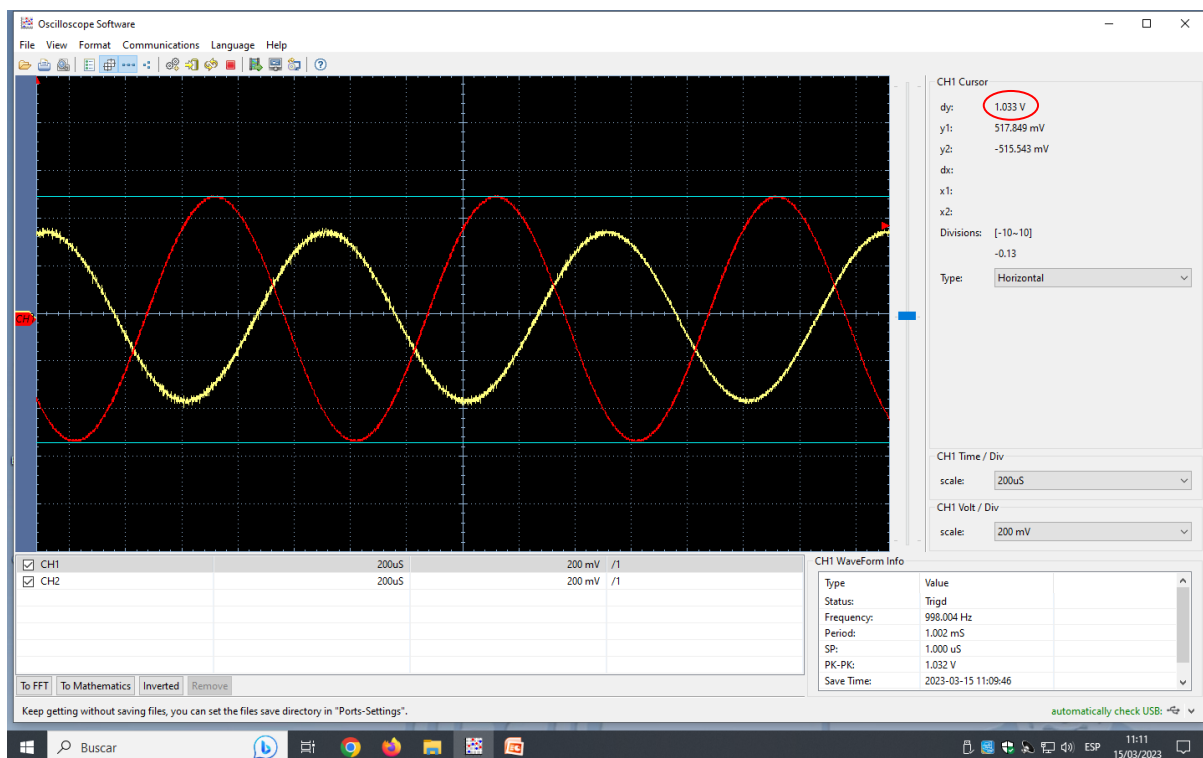 Oscilloscope Software
File View Format Communications Language Help
CH1 Cursor
dy: 1.033 V
y1: 517.849 mV
y2: -515.543 mV
dx:
x1:
x2:
Divisions: [-10~10]
-0.13
Type: Horizontal
CH1 Time / Div
scale: 200uS
CH1 Volt / Div
scale: 200 mV
CH1 200uS 200 mV /1
CH2 200uS 200 mV /1
CH1 WaveForm Info
Type Value
Status: Trigd
Frequency: 998.004 Hz
Period: 1.002 mS
SP: 1.000 uS
PK-PK: 1.032 V
Save Time: 2023-03-15 11:09:46
To FFT To Mathematics Inverted Remove
Keep getting without saving files, you can set the files save directory in "Ports-Settings".
automatically check USB:
Buscar
ESP
11:11
15/03/2023